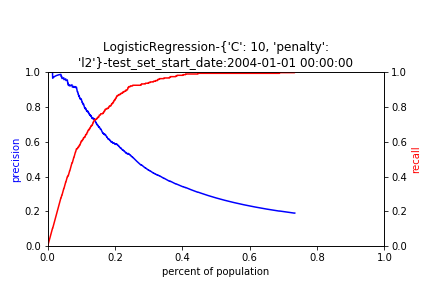 LogisticRegression-{'C': 10, 'penalty':
'l2'}-test_set_start_date:2004-01-01 00:00:00
1.0
0.8
0.6
0.4
0.2
0.0
precision
1.0
0.8
0.6
0.4
0.2
0.0
recall
0.0 0.2 0.4 0.6 0.8 1.0
percent of population